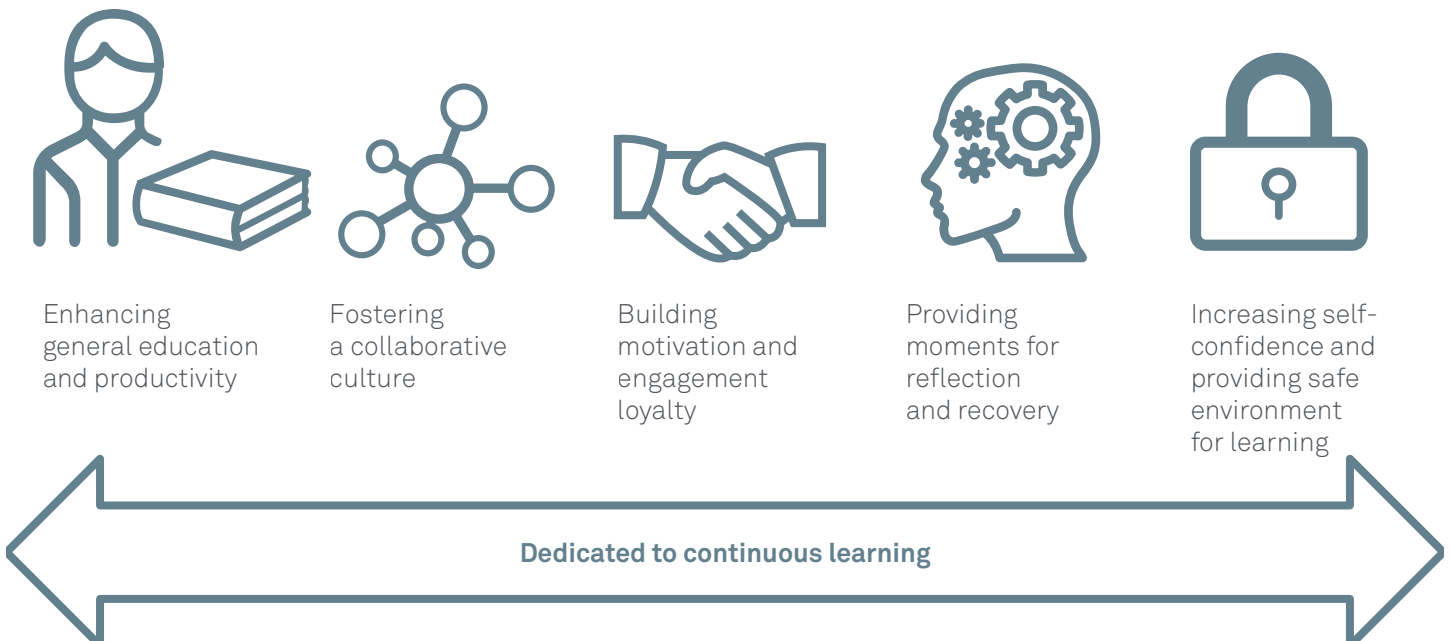 Enhancing
general education
and productivity
Fostering
a collaborative
culture
Building
motivation and
engagement
loyalty
Providing
moments for
reflection
and recovery
Increasing self-
confidence and
providing safe
environment
for learning
Dedicated to continuous learning